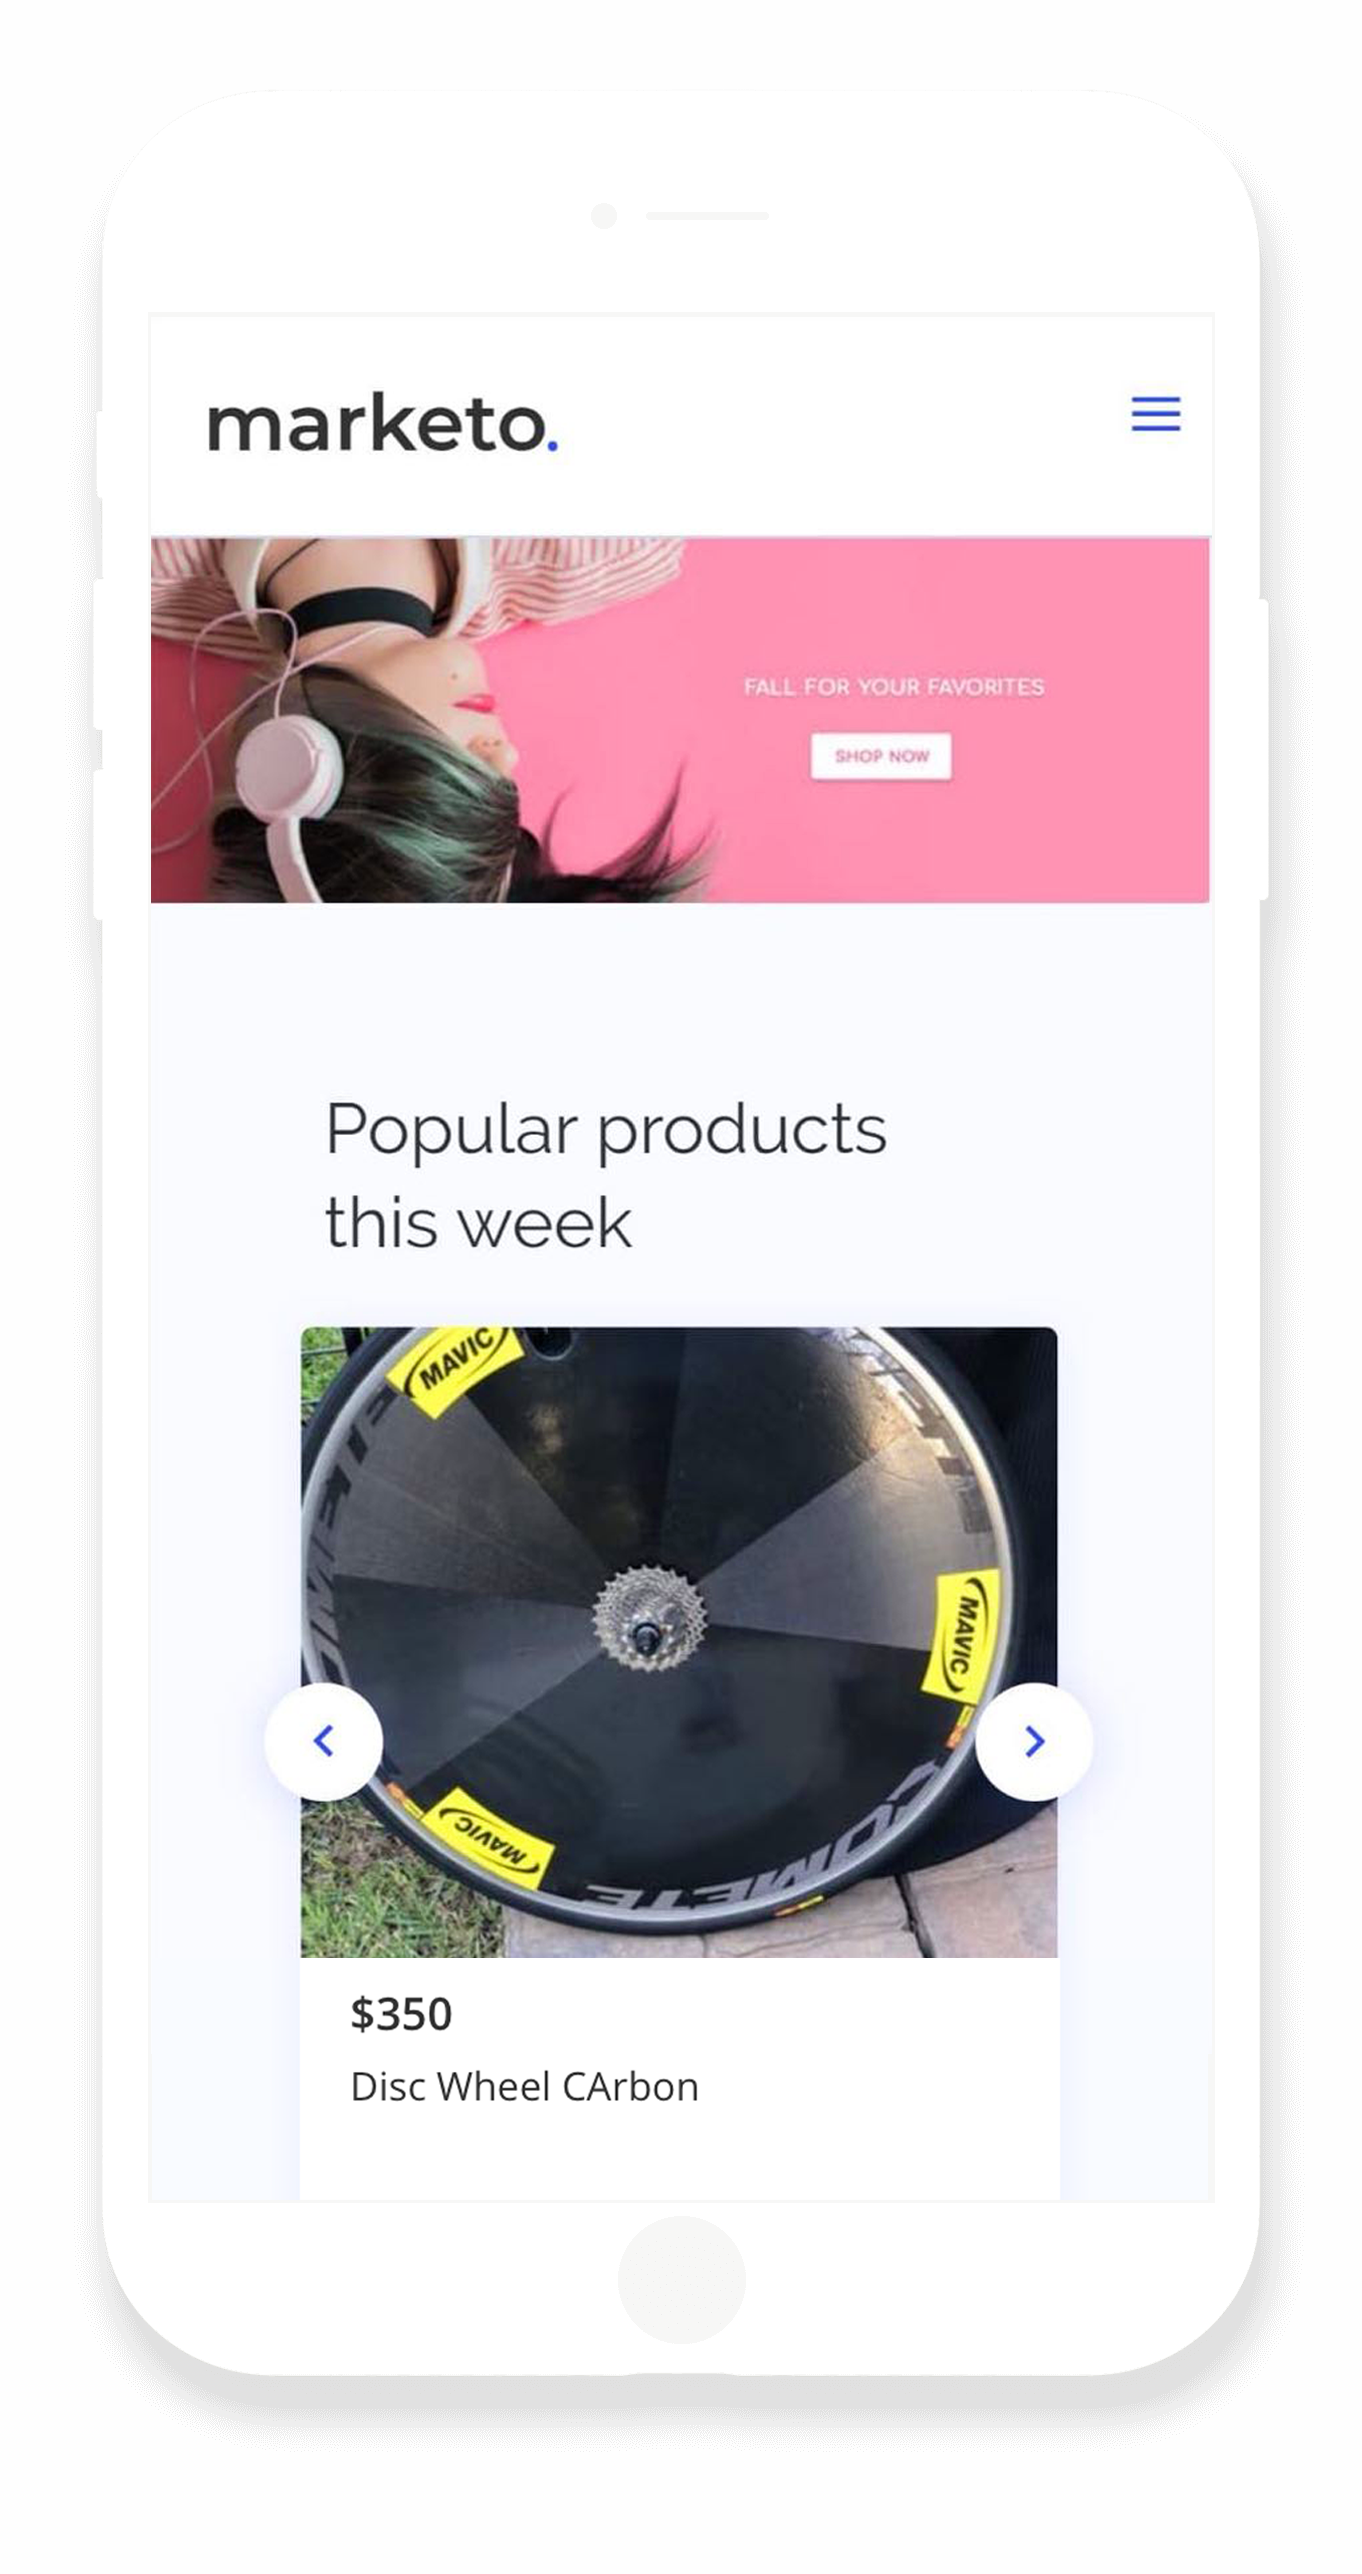 marketo.
FALL FOR YOUR FAVORITES
SHOP NOW
Popular products
this week
MAVIC
MAVIC
MAVIC
COMETE
$350
Disc Wheel CArbon